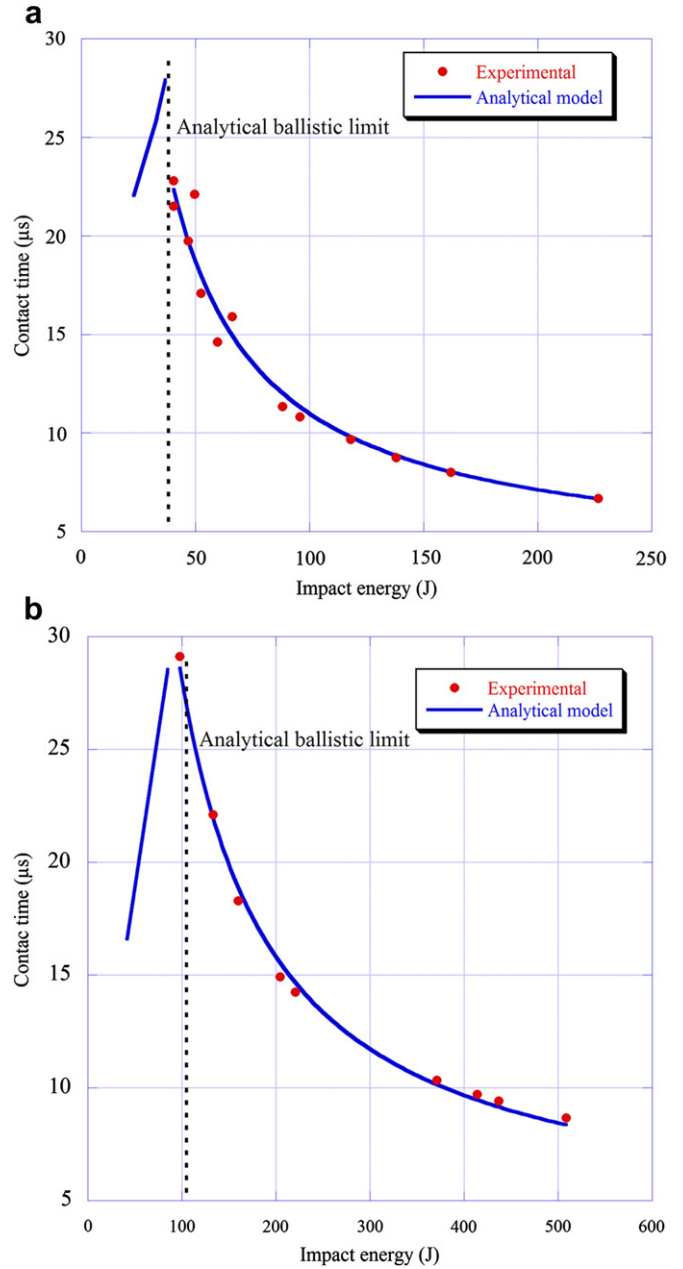 a
30
25
20
15
10
5
Contact time (μs)
Experimental
Analytical model
Analytical ballistic limit
0
50
100
150
200
250
Impact energy (J)
b
30
25
20
15
10
5
Contac time (μs)
Experimental
Analytical model
Analytical ballistic limit
0
100
200
300
400
500
600
Impact energy (J)